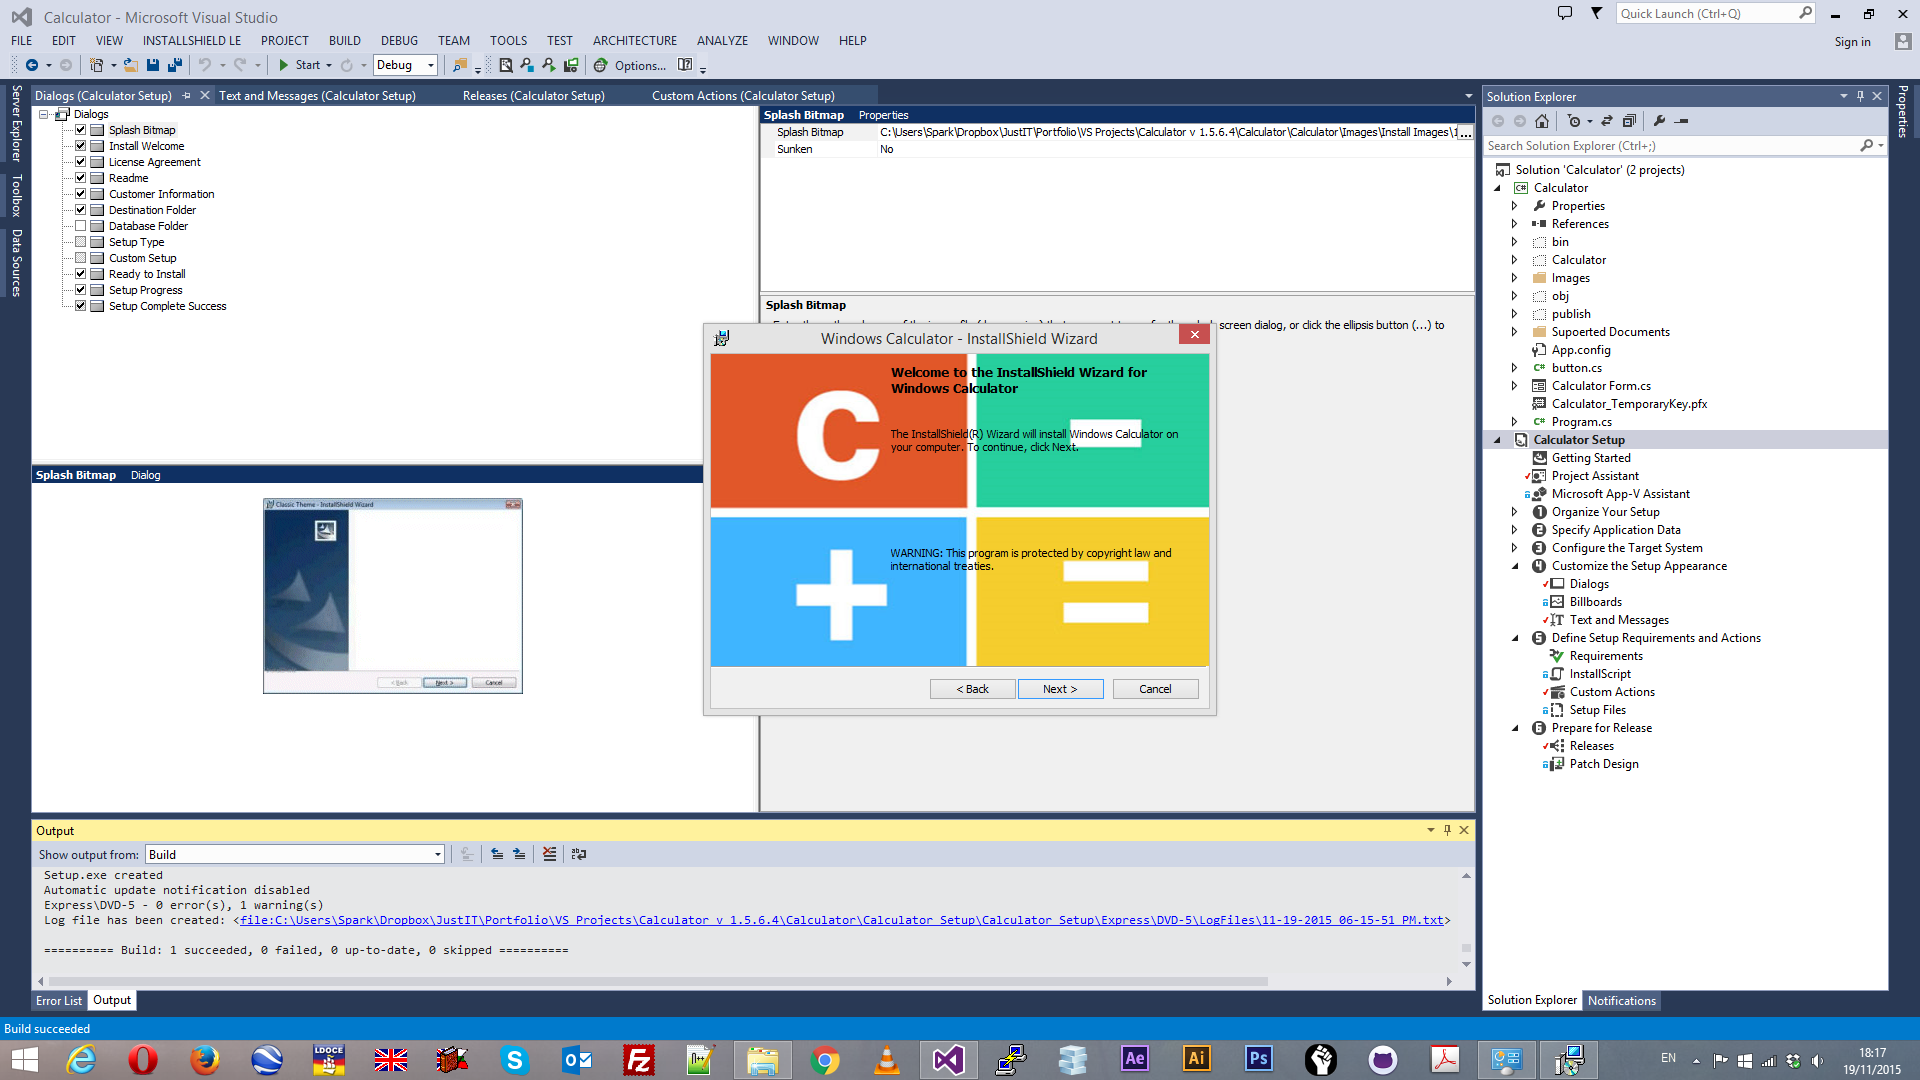 Calculator - Microsoft Visual Studio
Quick Launch (Ctrl+Q)
FILE EDIT VIEW INSTALLSHIELD LE PROJECT BUILD DEBUG TEAM TOOLS TEST ARCHITECTURE ANALYZE WINDOW HELP
Sign in
Start Debug Options...
Server Explorer
Toolbox
Data Sources
Dialogs (Calculator Setup) Text and Messages (Calculator Setup) Releases (Calculator Setup) Custom Actions (Calculator Setup)
Dialogs
Splash Bitmap
Install Welcome
License Agreement
Readme
Customer Information
Destination Folder
Database Folder
Setup Type
Custom Setup
Ready to Install
Setup Progress
Setup Complete Success
Splash Bitmap Properties
Splash Bitmap C:\Users\Spark\Dropbox\JustIT\Portfolio\VS Projects\Calculator v 1.5.6.4\Calculator\Calculator\Images\Install Images\1 ...
Sunken No
Splash Bitmap
screen dialog, or click the ellipsis button (...) to
Splash Bitmap Dialog
Classic Theme - InstallShield Wizard
< Back Next > Cancel
Windows Calculator - InstallShield Wizard
C
Welcome to the InstallShield Wizard for
Windows Calculator
The InstallShield(R) Wizard will install Windows Calculator on
your computer. To continue, click Next.
WARNING: This program is protected by copyright law and
international treaties.
+ =
< Back Next > Cancel
Output
Show output from: Build
Setup.exe created
Automatic update notification disabled
Express\DVD-5 - 0 error(s), 1 warning(s)
Log file has been created: <file:C:\Users\Spark\Dropbox\JustIT\Portfolio\VS Projects\Calculator v 1.5.6.4\Calculator\Calculator Setup\Calculator Setup\Express\DVD-5\LogFiles\11-19-2015 06-15-51 PM.txt>
========== Build: 1 succeeded, 0 failed, 0 up-to-date, 0 skipped ==========
Error List Output
Solution Explorer
Properties
Search Solution Explorer (Ctrl+;)
Solution 'Calculator' (2 projects)
C# Calculator
Properties
References
bin
Calculator
Images
obj
publish
Supoerted Documents
App.config
C# button.cs
Calculator Form.cs
Calculator_TemporaryKey.pfx
C# Program.cs
Calculator Setup
Getting Started
Project Assistant
Microsoft App-V Assistant
1 Organize Your Setup
2 Specify Application Data
3 Configure the Target System
4 Customize the Setup Appearance
Dialogs
Billboards
Text and Messages
5 Define Setup Requirements and Actions
Requirements
InstallScript
Custom Actions
Setup Files
6 Prepare for Release
Releases
Patch Design
Solution Explorer Notifications
Build succeeded
LDOCE
Fz
Ae Ai Ps
EN
18:17
19/11/2015